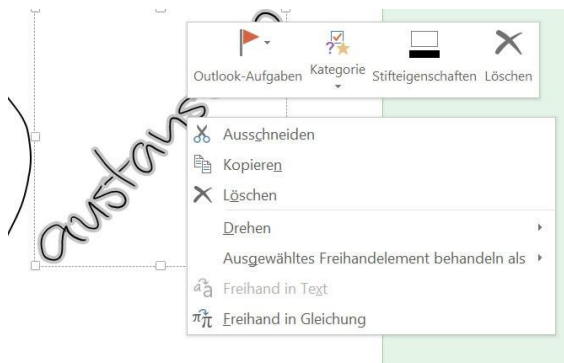 Outlook-Aufgaben Kategorie Stifteigenschaften Löschen
Ausschneiden
Kopieren
Löschen
Drehen
Ausgewähltes Freihandelement behandeln als
Freihand in Text
Freihand in Gleichung